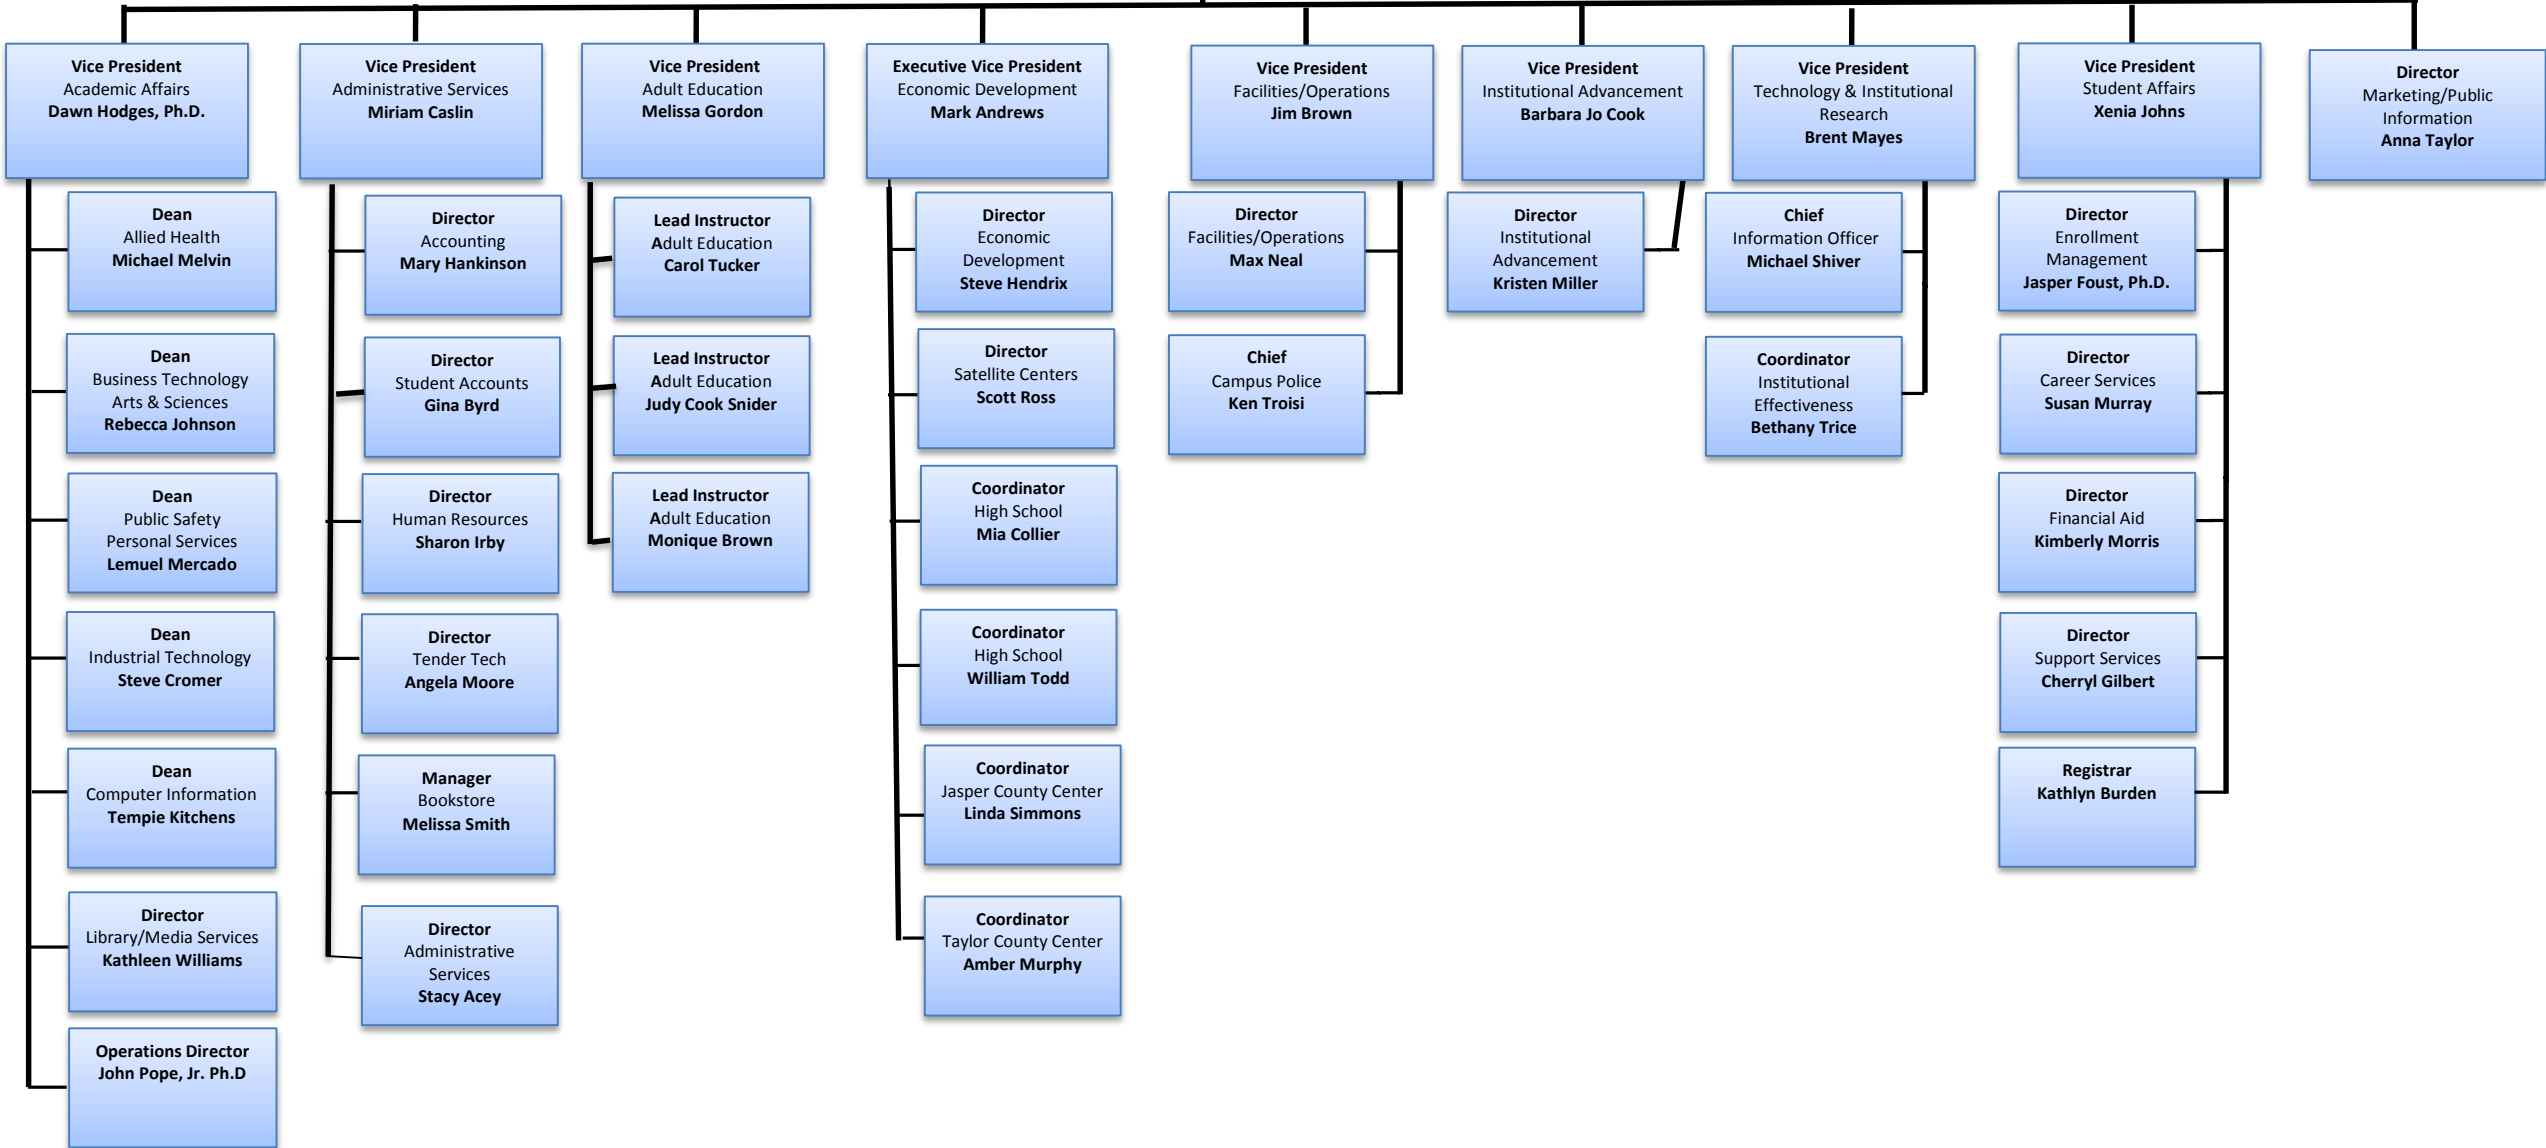 Vice President
Academic Affairs
Dawn Hodges, Ph.D.
Vice President
Administrative Services
Miriam Caslin
Vice President
Adult Education
Melissa Gordon
Executive Vice President
Economic Development
Mark Andrews
Vice President
Facilities/Operations
Jim Brown
Vice President
Institutional Advancement
Barbara Jo Cook
Vice President
Technology & Institutional
Research
Brent Mayes
Vice President
Student Affairs
Xenia Johns
Director
Marketing/Public
Information
Anna Taylor
Dean
Allied Health
Michael Melvin
Dean
Business Technology
Arts & Sciences
Rebecca Johnson
Dean
Public Safety
Personal Services
Lemuel Mercado
Dean
Industrial Technology
Steve Cromer
Dean
Computer Information
Tempie Kitchens
Director
Library/Media Services
Kathleen Williams
Operations Director
John Pope, Jr. Ph.D
Director
Accounting
Mary Hankinson
Director
Student Accounts
Gina Byrd
Director
Human Resources
Sharon Irby
Director
Tender Tech
Angela Moore
Manager
Bookstore
Melissa Smith
Director
Administrative
Services
Stacy Acey
Lead Instructor
Adult Education
Carol Tucker
Lead Instructor
Adult Education
Judy Cook Snider
Lead Instructor
Adult Education
Monique Brown
Director
Economic
Development
Steve Hendrix
Director
Satellite Centers
Scott Ross
Coordinator
High School
Mia Collier
Coordinator
High School
William Todd
Coordinator
Jasper County Center
Linda Simmons
Coordinator
Taylor County Center
Amber Murphy
Director
Facilities/Operations
Max Neal
Chief
Campus Police
Ken Troisi
Director
Institutional
Advancement
Kristen Miller
Chief
Information Officer
Michael Shiver
Coordinator
Institutional
Effectiveness
Bethany Trice
Director
Enrollment
Management
Jasper Foust, Ph.D.
Director
Career Services
Susan Murray
Director
Financial Aid
Kimberly Morris
Director
Support Services
Cherryl Gilbert
Registrar
Kathlyn Burden